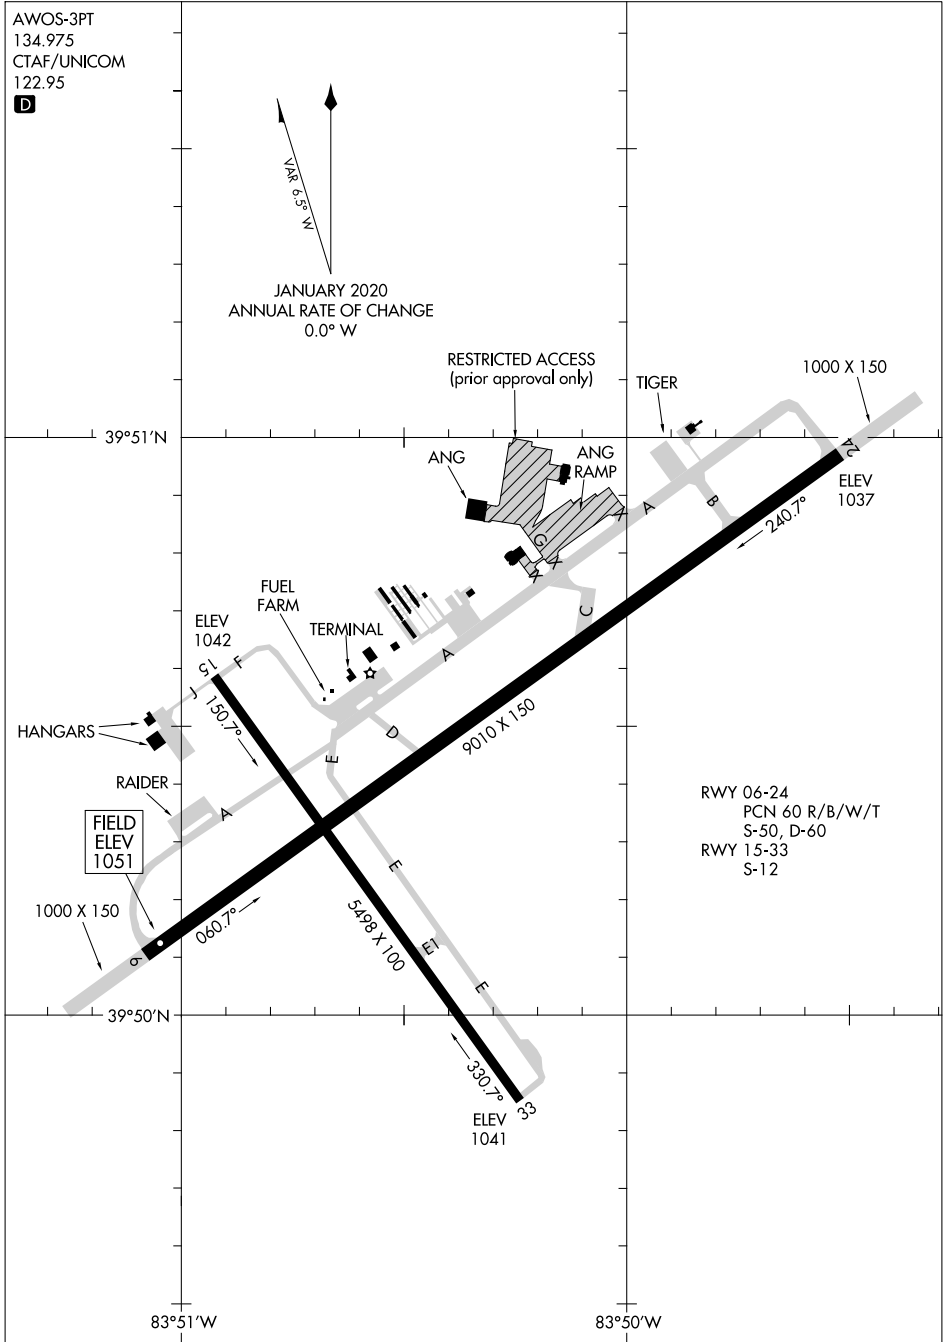 AWOS-3PT
134.975
CTAF/UNICOM
122.95
D
VAR 6.5° W
JANUARY 2020
ANNUAL RATE OF CHANGE
0.0° W
RESTRICTED ACCESS
(prior approval only)
TIGER
1000 X 150
39°51'N
ANG
ANG
RAMP
24
ELEV
1037
240.7°
A
B
X
G
X
X
C
FUEL
FARM
TERMINAL
ELEV
1042
15
F
J
A
150.7°
HANGARS
D
E
9010 X 150
RAIDER
A
FIELD
ELEV
1051
RWY 06-24
PCN 60 R/B/W/T
S-50, D-60
RWY 15-33
S-12
1000 X 150
060.7°
6
E
5498 X 100
E1
E
39°50'N
330.7°
33
ELEV
1041
83°51'W
83°50'W